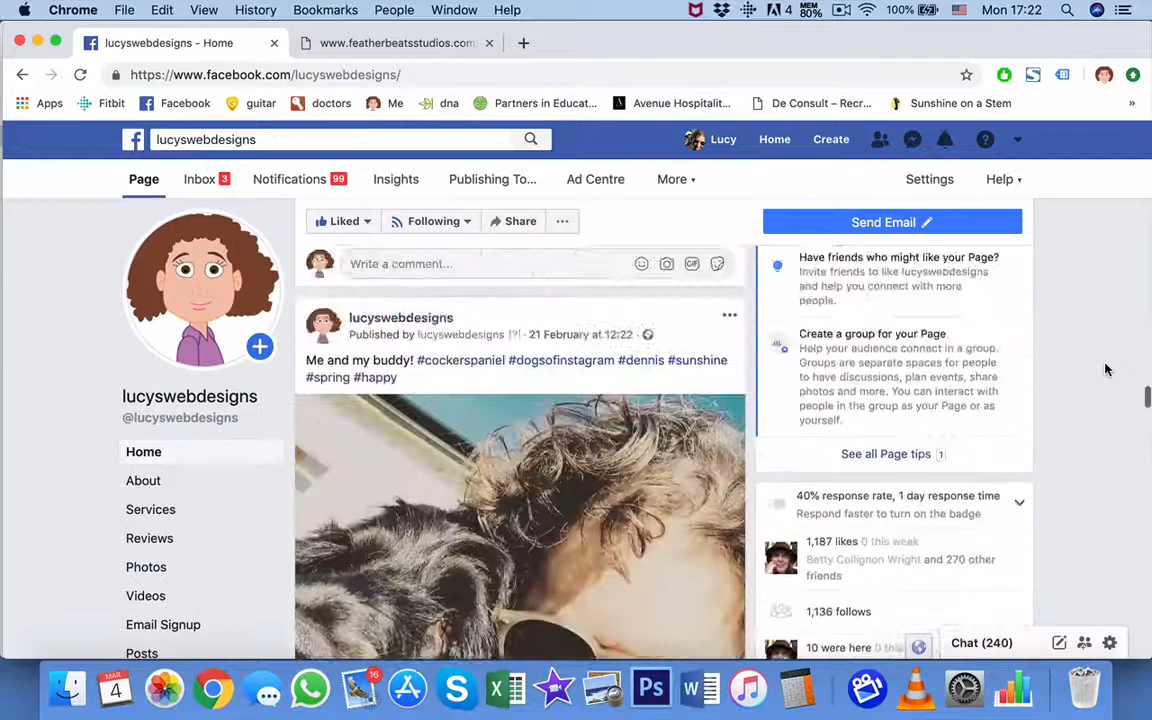 Chrome File Edit View History Bookmarks People Window Help 4 MEM 80% 100% Mon 17:22
lucyswebdesigns - Home www.featherbeatsstudios.com
https://www.facebook.com/lucyswebdesigns/
Apps Fitbit Facebook guitar doctors Me dna Partners in Educat... Avenue Hospitalit... De Consult – Recr... Sunshine on a Stem »
lucyswebdesigns Lucy Home Create
Page Inbox 3 Notifications 99 Insights Publishing To... Ad Centre More Settings Help
Liked Following Share ... Send Email
Write a comment... GIF
Have friends who might like your Page?
Invite friends to like lucyswebdesigns
and help you connect with more
people.
Create a group for your Page
Help your audience connect in a group.
Groups are separate spaces for people
to have discussions, plan events, share
photos and more. You can interact with
people in the group as your Page or as
yourself.
See all Page tips 1
lucyswebdesigns
Published by lucyswebdesigns [?] · 21 February at 12:22
Me and my buddy! #cockerspaniel #dogsofinstagram #dennis #sunshine
#spring #happy
lucyswebdesigns
@lucyswebdesigns
Home
About
Services
Reviews
Photos
Videos
Email Signup
Posts
40% response rate, 1 day response time
Respond faster to turn on the badge
1,187 likes 0 this week
Betty Collignon Wright and 270 other
friends
1,136 follows
10 were here 0 this
Chat (240)
MAR 4 16 Ps